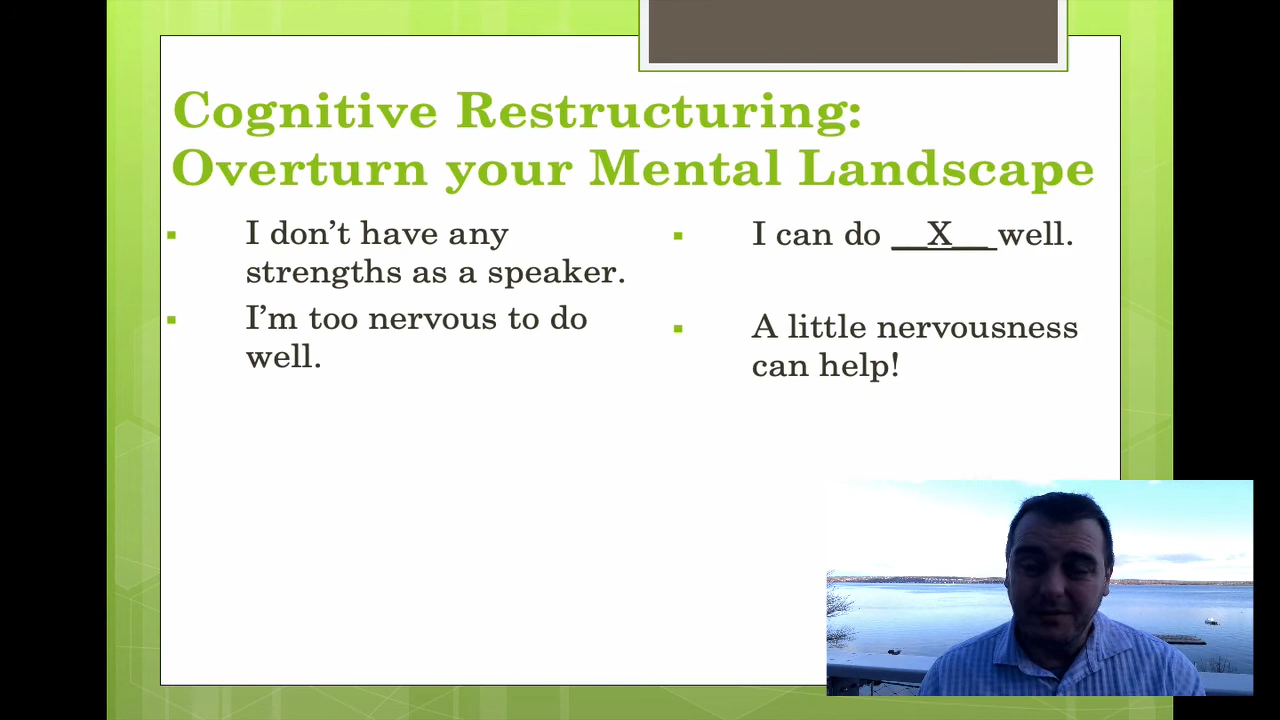 Cognitive Restructuring:
Overturn your Mental Landscape
I don’t have any
strengths as a speaker.
I’m too nervous to do
well.
I can do __X__ well.
A little nervousness
can help!